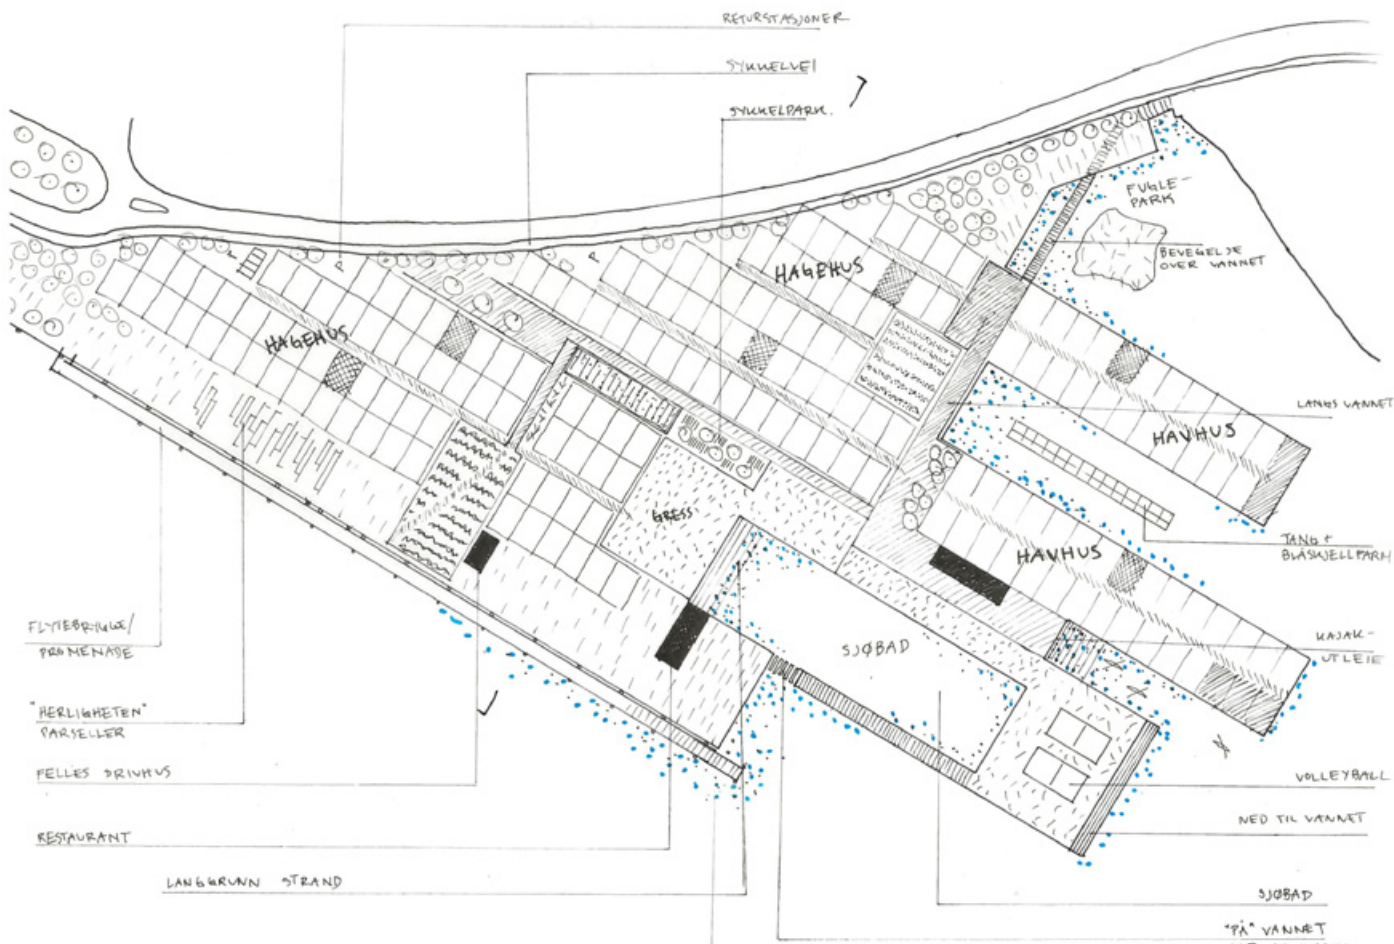 RETURSTASJONER
SYKKELVEI
SYKKELPARK.
FUGLE-
PARK
BEVEGELSE
OVER VANNET
HAGEHUS
HAGEHUS
P
P
P
LANGS VANNET
HAVHUS
GRESS
HAVHUS
TANG +
BLÅSKJELLFARM
SJØBAD
KAJAK-
UTLEIE
FLYTEBRYGGE/
PROMENADE
"HERLIGHETEN"
PARSELLER
FELLES DRIVHUS
VOLLEYBALL
NED TIL VANNET
RESTAURANT
LANGGRUNN STRAND
SJØBAD
"PÅ" VANNET